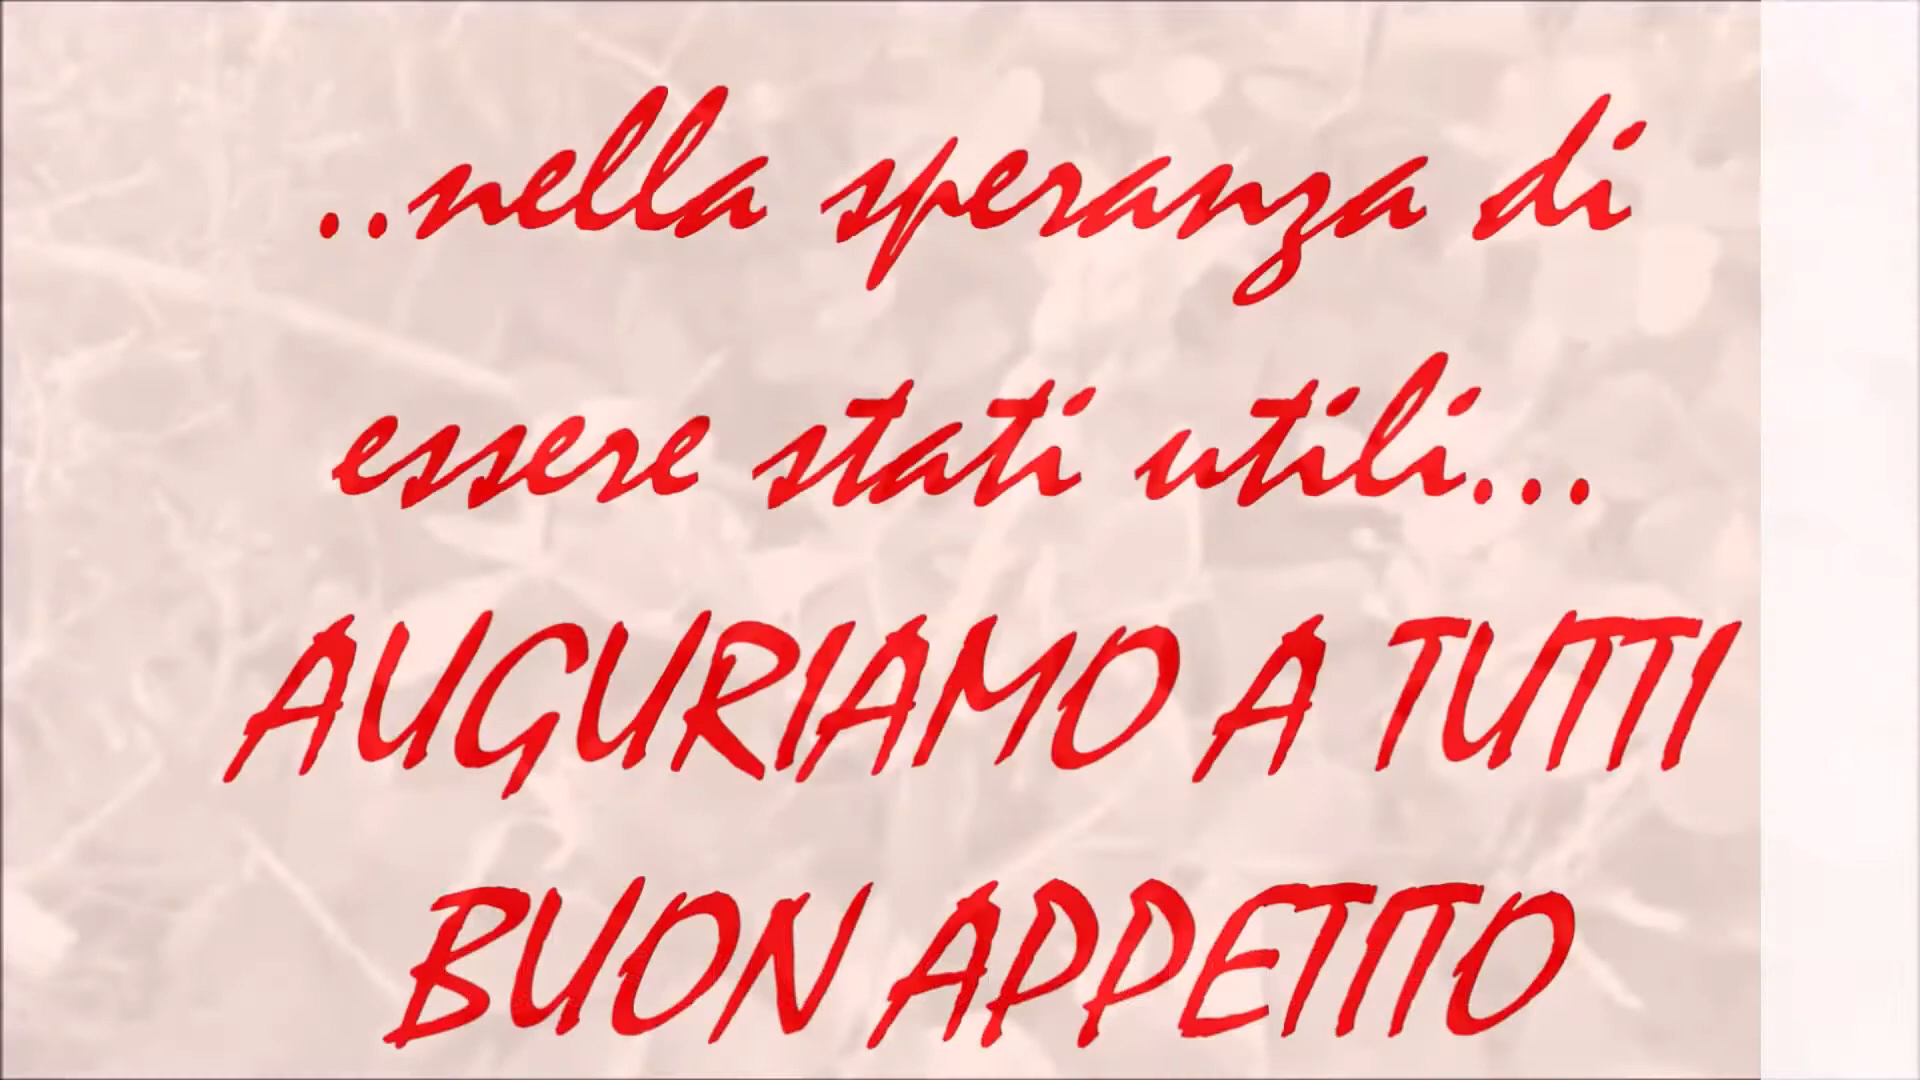 ..nella speranza di
essere stati utili...
AUGURIAMO A TUTTI
BUON APPETITO